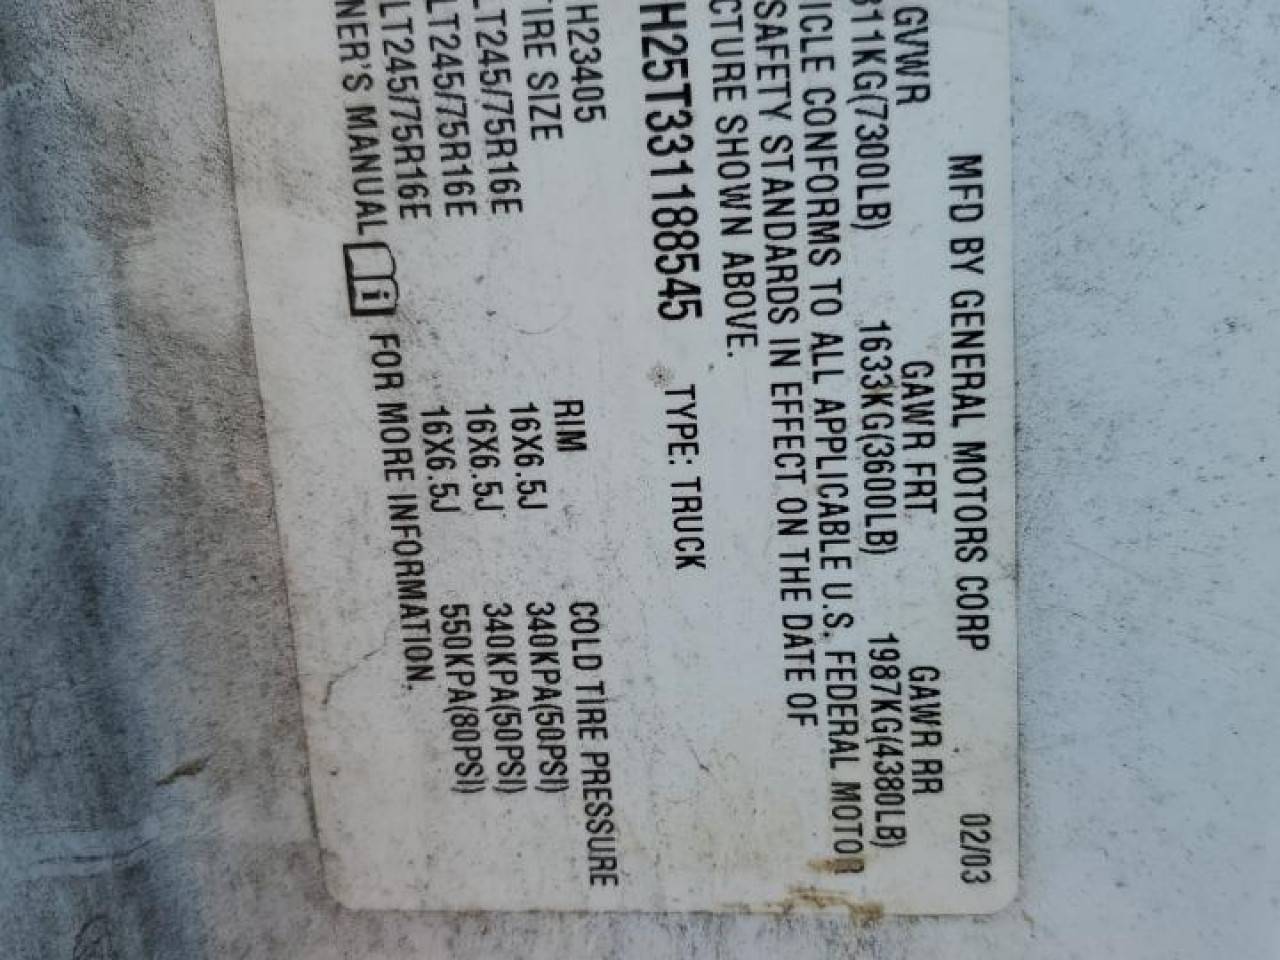 MFD BY GENERAL MOTORS CORP 02/03
GVWR GAWR FRT GAWR RR
311KG(7300LB) 1633KG(3600LB) 1987KG(4380LB)
ICLE CONFORMS TO ALL APPLICABLE U.S. FEDERAL MOTOR
SAFETY STANDARDS IN EFFECT ON THE DATE OF
CTURE SHOWN ABOVE.
H25T331188545 TYPE: TRUCK
H23405
IRE SIZE RIM COLD TIRE PRESSURE
LT245/75R16E 16X6.5J 340KPA(50PSI)
LT245/75R16E 16X6.5J 340KPA(50PSI)
LT245/75R16E 16X6.5J 550KPA(80PSI)
NER'S MANUAL i FOR MORE INFORMATION.